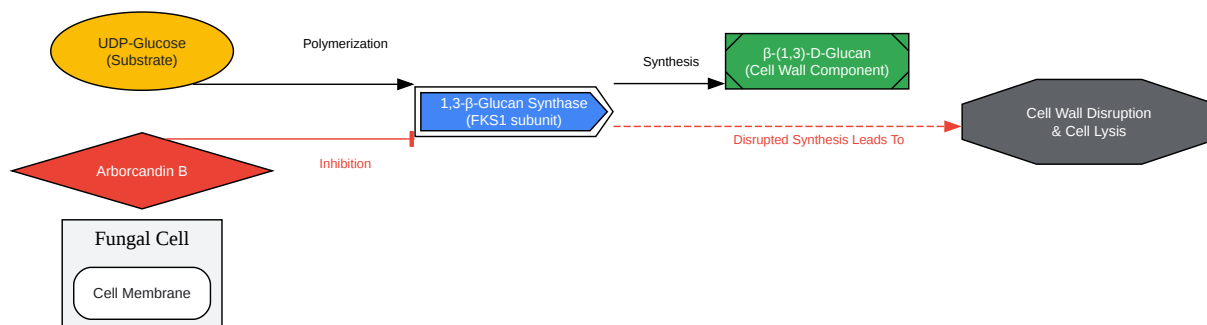 UDP-Glucose
(Substrate)
Polymerization
1,3-β-Glucan Synthase
(FKS1 subunit)
Synthesis
β-(1,3)-D-Glucan
(Cell Wall Component)
Arborcandin B
Inhibition
Disrupted Synthesis Leads To
Cell Wall Disruption
& Cell Lysis
Fungal Cell
Cell Membrane